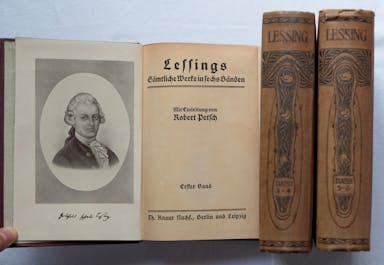 Lessings
Sämtliche Werke in sechs Bänden
Mit Einleitung von
Robert Petsch
Erster Band
Th. Knaur Nachf., Berlin und Leipzig
LESSING
LESSING